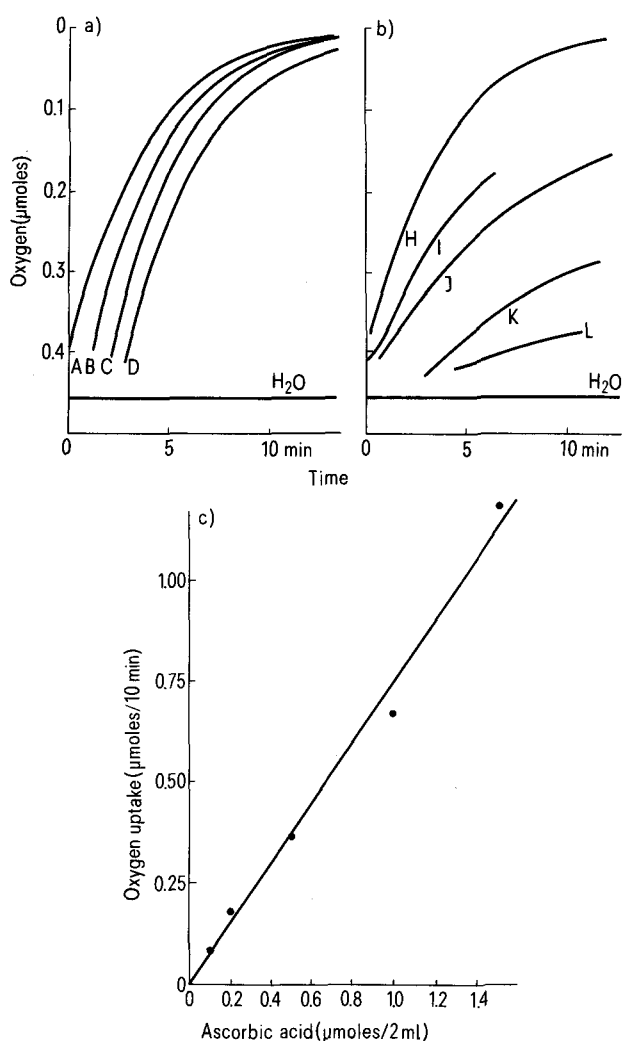 a)
0
0.1
0.2
0.3
0.4
Oxygen(μmoles)
A B C D
H₂O
0 5 10 min
b)
H
I
J
K
L
H₂O
0 5 10 min
Time
c)
1.00
0.75
0.50
0.25
0
Oxygen uptake(μmoles/10 min)
0 0.2 0.4 0.6 0.8 1.0 1.2 1.4
Ascorbic acid(μmoles/2ml)